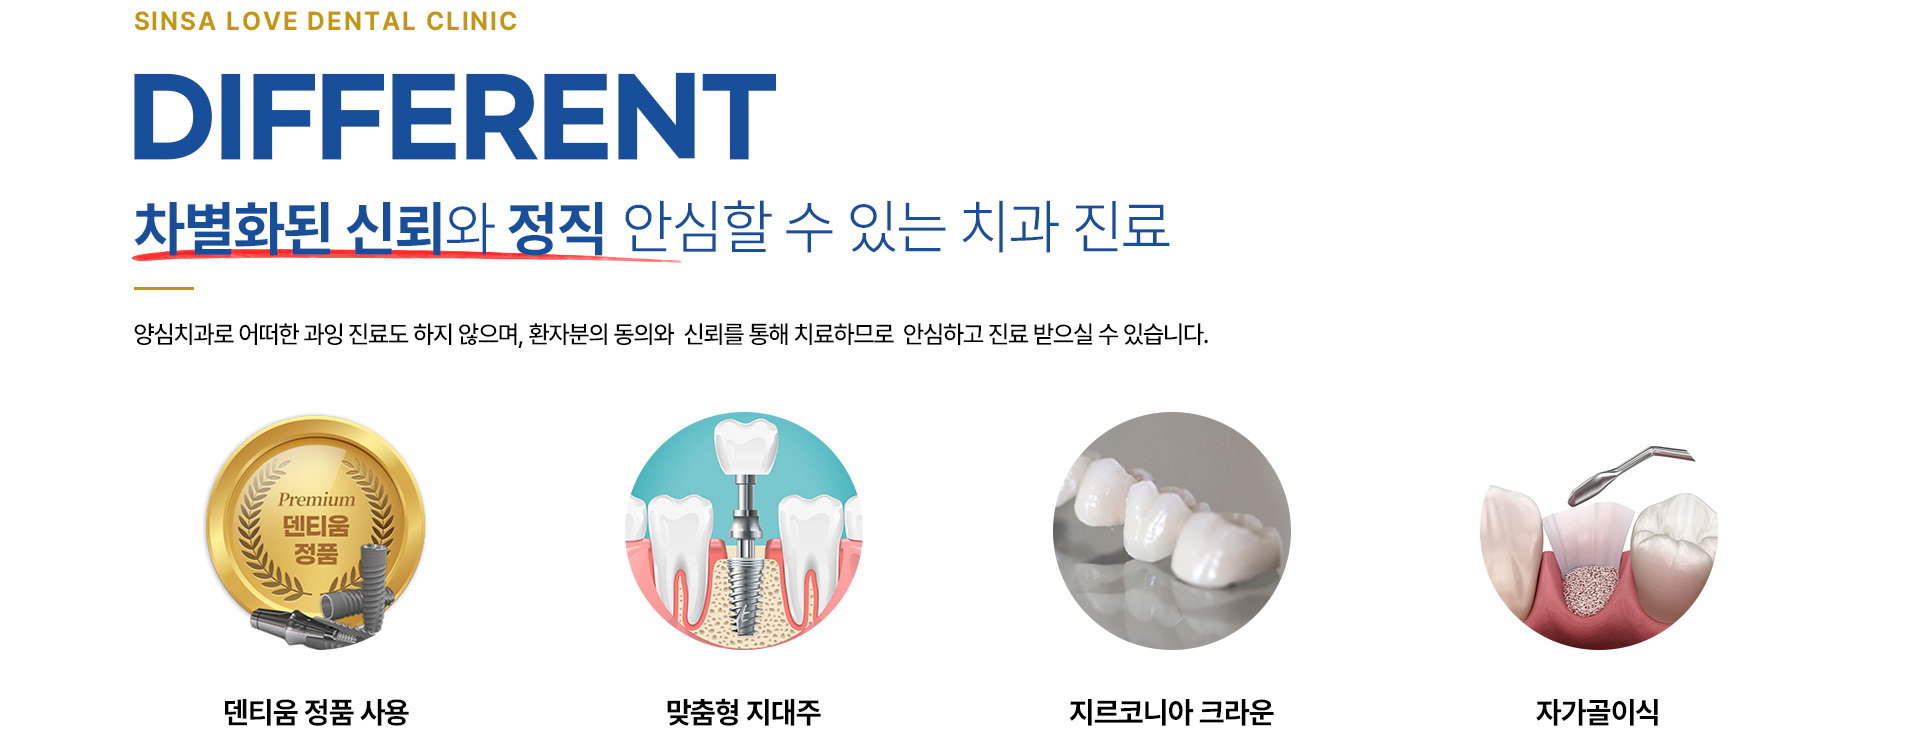 SINSA LOVE DENTAL CLINIC
DIFFERENT
차별화된 신뢰와 정직 안심할 수 있는 치과 진료
양심치과로 어떠한 과잉 진료도 하지 않으며, 환자분의 동의와 신뢰를 통해 치료하므로 안심하고 진료 받으실 수 있습니다.
Premium
덴티움
정품
덴티움 정품 사용
맞춤형 지대주
지르코니아 크라운
자가골이식